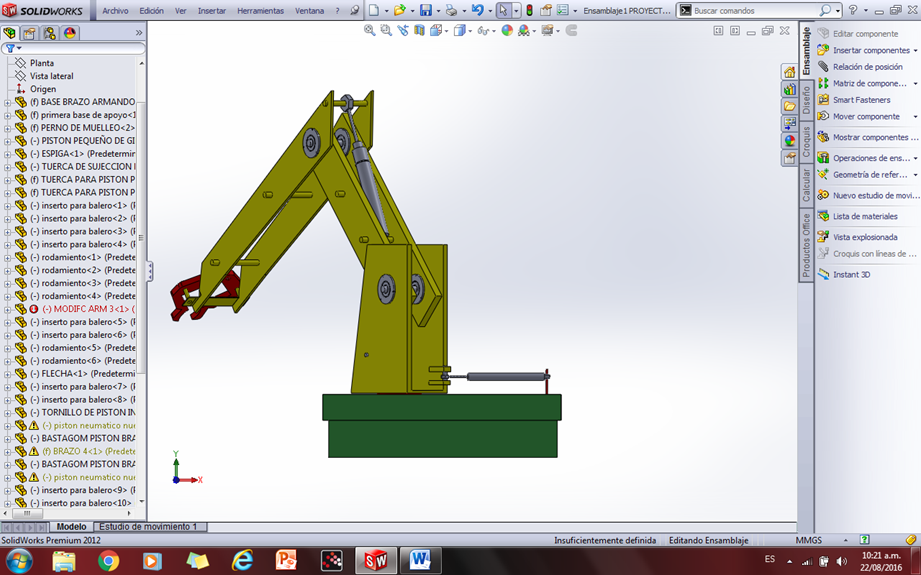 SOLIDWORKS Archivo Edición Ver Insertar Herramientas Ventana ? Ensamblaje1 PROYECT... Buscar comandos
Planta
Vista lateral
Origen
(f) BASE BRAZO ARMANDO
(f) primera base de apoyo<1
(f) PERNO DE MUELLEO<2>
(-) PISTON PEQUEÑO DE GI
(-) ESPIGA<1> (Predetermin
(-) TUERCA DE SUJECCION I
(f) TUERCA PARA PISTON P
(f) TUERCA PARA PISTON P
(-) inserto para balero<1> (P
(-) inserto para balero<2> (P
(-) inserto para balero<3> (P
(-) inserto para balero<4> (P
(-) rodamiento<1> (Predete
(-) rodamiento<2> (Predete
(-) rodamiento<3> (Predete
(-) rodamiento<4> (Predete
(-) MODIFC ARM 3<1> (
(-) inserto para balero<5> (P
(-) inserto para balero<6> (P
(-) rodamiento<5> (Predete
(-) rodamiento<6> (Predete
(-) FLECHA<1> (Predetermi
(-) inserto para balero<7> (P
(-) inserto para balero<8> (P
(-) TORNILLO DE PISTON IN
(-) piston neumatico nue
(-) BASTAGOM PISTON BRA
(f) BRAZO 4<1> (Predete
(-) BASTAGOM PISTON BRA
(-) piston neumatico nue
(-) inserto para balero<9> (P
(-) inserto para balero<10>
Y
X
Ensamblaje
Diseño
Croquis
Calcular
Productos Office
Editar componente
Insertar componentes
Relación de posición
Matriz de compone...
Smart Fasteners
Mover componente
Mostrar componentes ...
Operaciones de ens...
Geometría de refer...
Nuevo estudio de movi...
Lista de materiales
Vista explosionada
Croquis con líneas de ...
Instant 3D
Modelo Estudio de movimiento 1
SolidWorks Premium 2012 Insuficientemente definida Editando Ensamblaje MMGS
ES 10:21 a.m.
22/08/2016